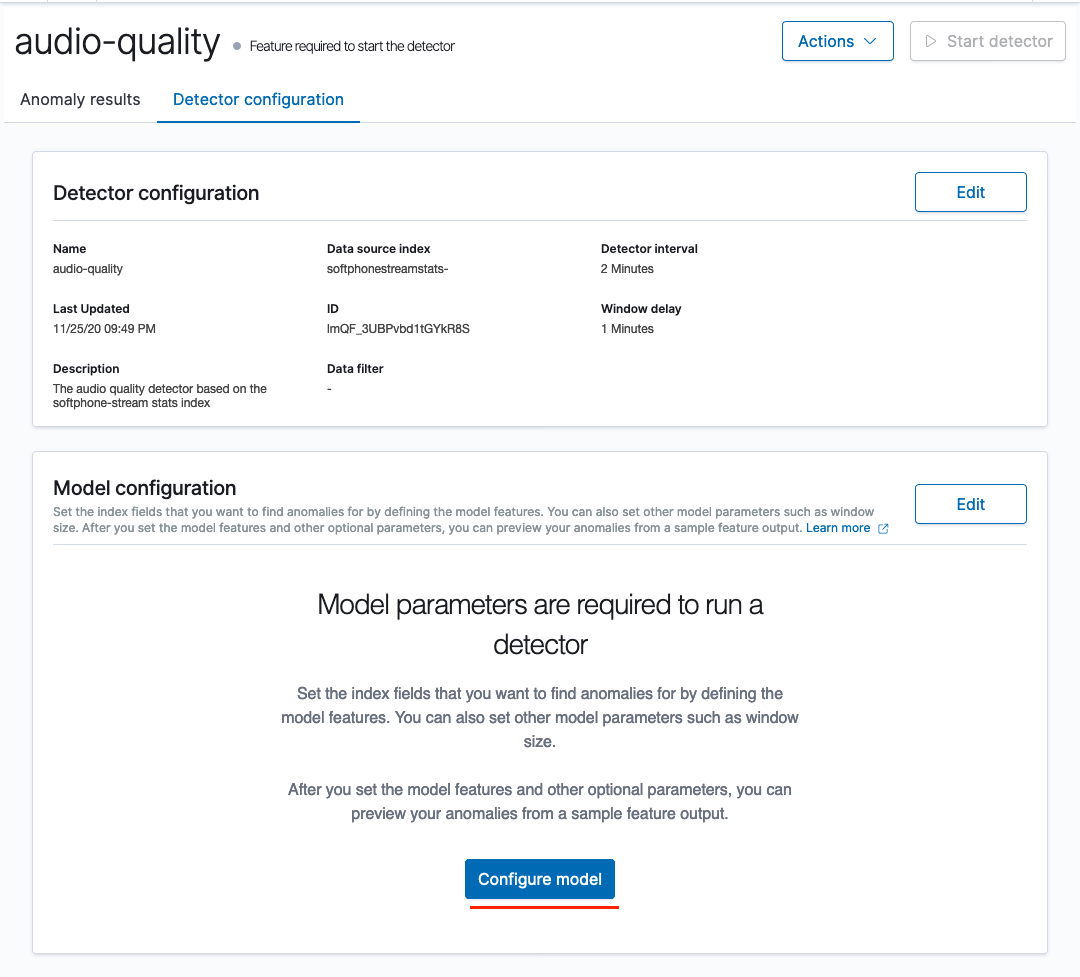 audio-quality
Feature required to start the detector
Actions
Start detector
Anomaly results
Detector configuration
Detector configuration
Edit
Name
audio-quality
Data source index
softphonestreamstats-
Detector interval
2 Minutes
Last Updated
11/25/20 09:49 PM
ID
lmQF_3UBPvbd1tGYkR8S
Window delay
1 Minutes
Description
The audio quality detector based on the
softphone-stream stats index
Data filter
-
Model configuration
Set the index fields that you want to find anomalies for by defining the model features. You can also set other model parameters such as window
size. After you set the model features and other optional parameters, you can preview your anomalies from a sample feature output. Learn more
Edit
Model parameters are required to run a
detector
Set the index fields that you want to find anomalies for by defining the
model features. You can also set other model parameters such as window
size.
After you set the model features and other optional parameters, you can
preview your anomalies from a sample feature output.
Configure model